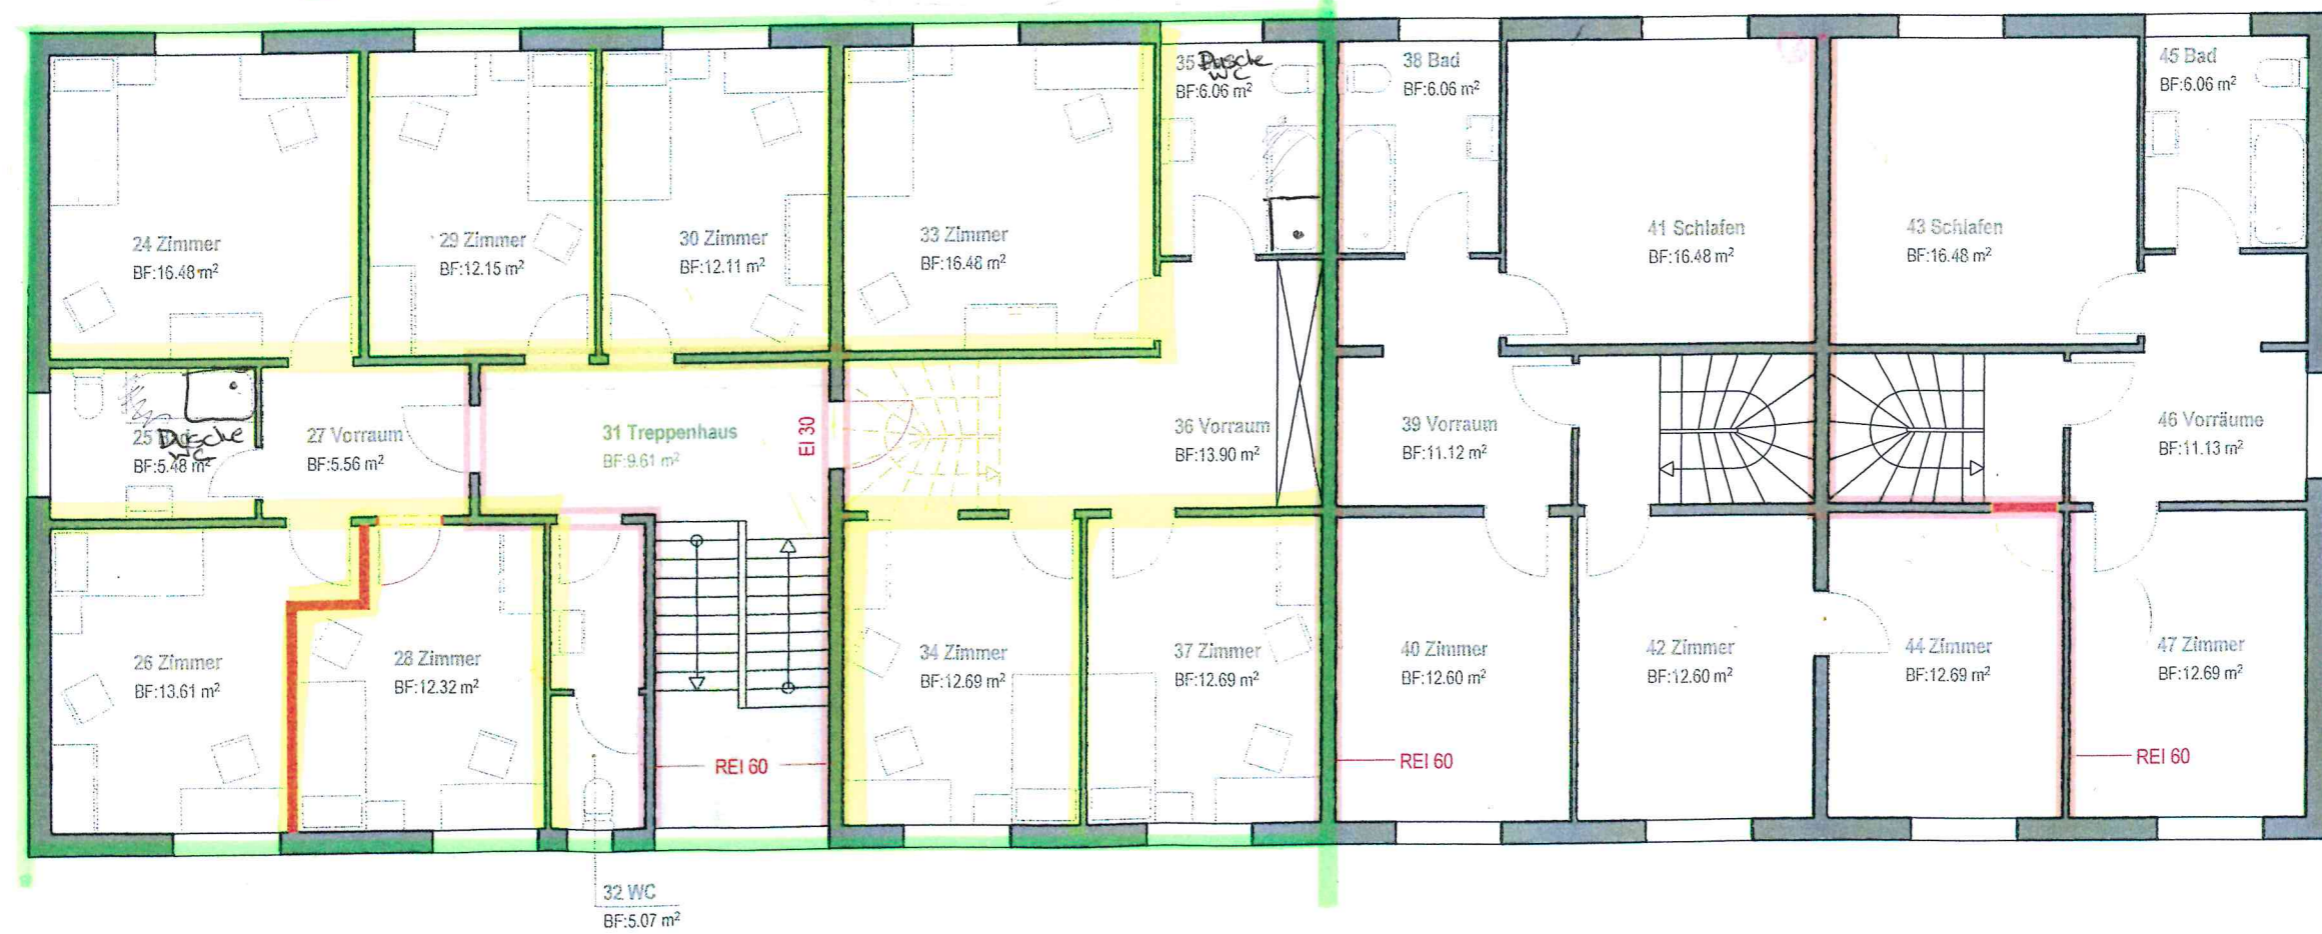 24 Zimmer
BF:16.48 m²
29 Zimmer
BF:12.15 m²
30 Zimmer
BF:12.11 m²
33 Zimmer
BF:16.48 m²
35 Dusche
WC
BF:6.06 m²
38 Bad
BF:6.06 m²
41 Schlafen
BF:16.48 m²
43 Schlafen
BF:16.48 m²
45 Bad
BF:6.06 m²
25 Dusche
WC
BF:5.48 m²
27 Vorraum
BF:5.56 m²
31 Treppenhaus
BF:9.61 m²
EI 30
36 Vorraum
BF:13.90 m²
39 Vorraum
BF:11.12 m²
46 Vorräume
BF:11.13 m²
26 Zimmer
BF:13.61 m²
28 Zimmer
BF:12.32 m²
REI 60
34 Zimmer
BF:12.69 m²
37 Zimmer
BF:12.69 m²
40 Zimmer
BF:12.60 m²
REI 60
42 Zimmer
BF:12.60 m²
44 Zimmer
BF:12.69 m²
47 Zimmer
BF:12.69 m²
REI 60
32 WC
BF:5.07 m²